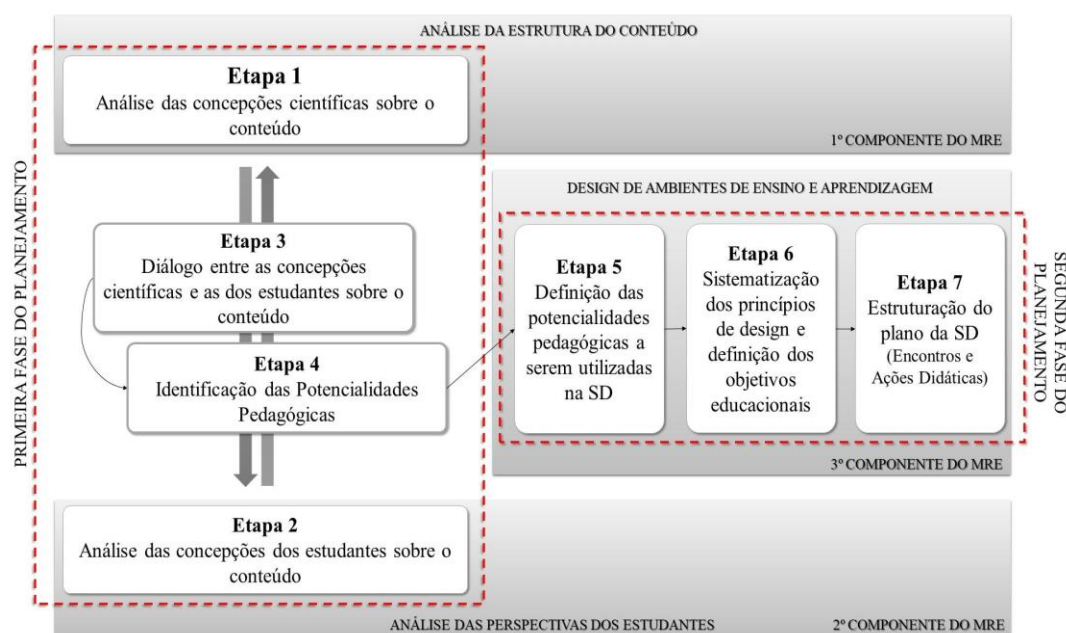 ANÁLISE DA ESTRUTURA DO CONTEÚDO
Etapa 1
Análise das concepções científicas sobre o
conteúdo
1º COMPONENTE DO MRE
PRIMEIRA FASE DO PLANEJAMENTO
Etapa 3
Diálogo entre as concepções
científicas e as dos estudantes sobre o
conteúdo
Etapa 4
Identificação das Potencialidades
Pedagógicas
DESIGN DE AMBIENTES DE ENSINO E APRENDIZAGEM
Etapa 5
Definição das
potencialidades
pedagógicas a
serem utilizadas
na SD
Etapa 6
Sistematização
dos princípios
de design e
definição dos
objetivos
educacionais
Etapa 7
Estruturação do
plano da SD
(Encontros e
Ações Didáticas)
3º COMPONENTE DO MRE
SEGUNDA FASE DO
PLANEJAMENTO
Etapa 2
Análise das concepções dos estudantes sobre o
conteúdo
ANÁLISE DAS PERSPECTIVAS DOS ESTUDANTES
2º COMPONENTE DO MRE